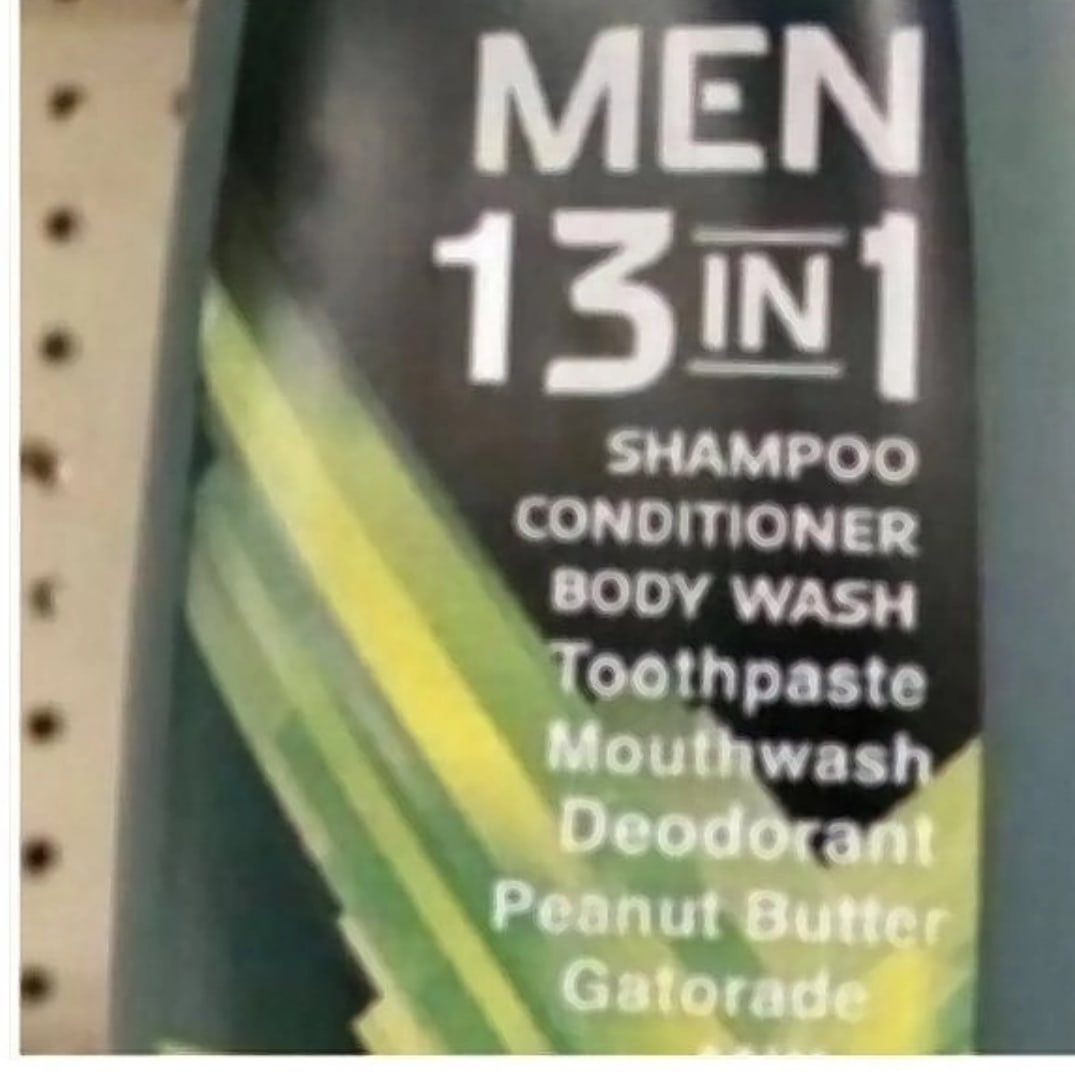 MEN
13 IN 1
SHAMPOO
CONDITIONER
BODY WASH
Toothpaste
Mouthwash
Deodorant
Peanut Butter
Gatorade